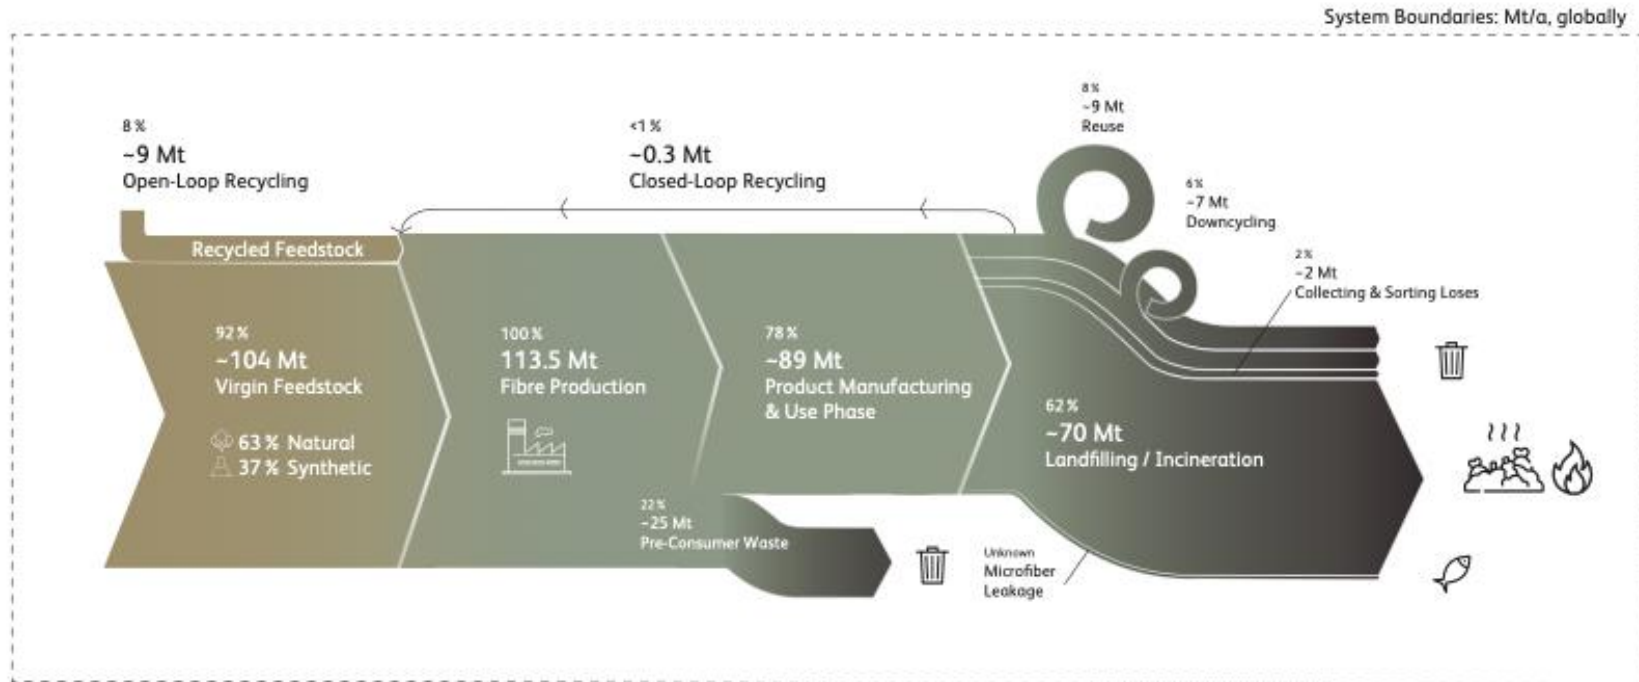 System Boundaries: Mt/a, globally
8 %
~9 Mt
Open-Loop Recycling
<1 %
~0.3 Mt
Closed-Loop Recycling
8 %
~9 Mt
Reuse
6 %
~7 Mt
Downcycling
2 %
~2 Mt
Collecting & Sorting Loses
Recycled Feedstock
92 %
~104 Mt
Virgin Feedstock
63 % Natural
37 % Synthetic
100 %
113.5 Mt
Fibre Production
78 %
~89 Mt
Product Manufacturing
& Use Phase
62 %
~70 Mt
Landfilling / Incineration
22 %
~25 Mt
Pre-Consumer Waste
Unknown
Microfiber
Leakage